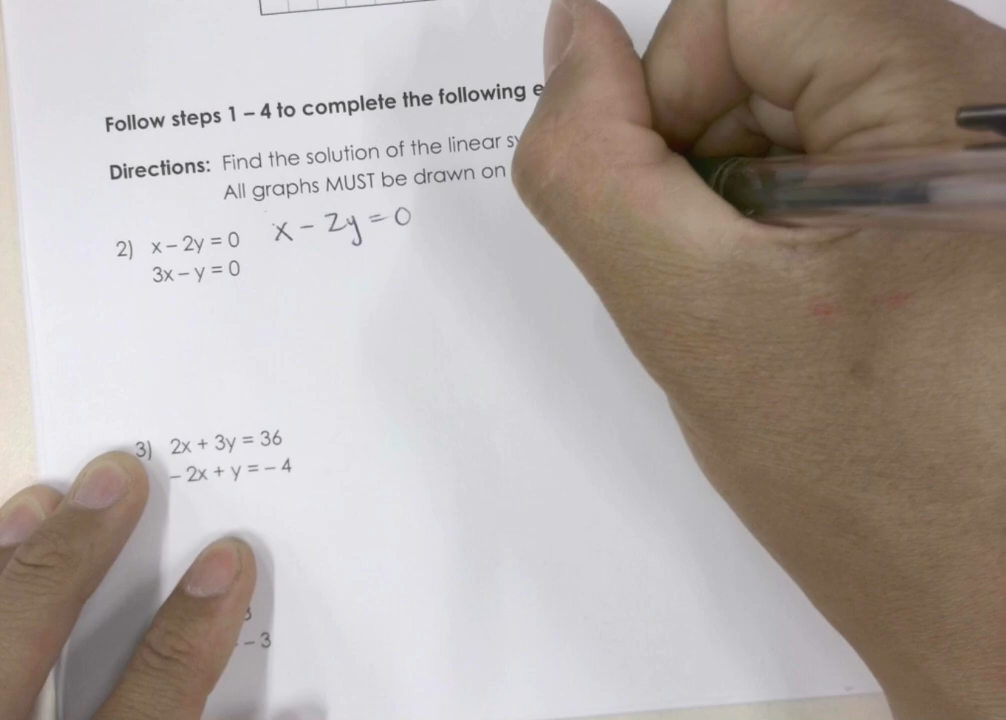 Follow steps 1 – 4 to complete the following
Directions: Find the solution of the linear
All graphs MUST be drawn on
2) x – 2y = 0 x – 2y = 0
3x – y = 0
3) 2x + 3y = 36
– 2x + y = – 4
– 3